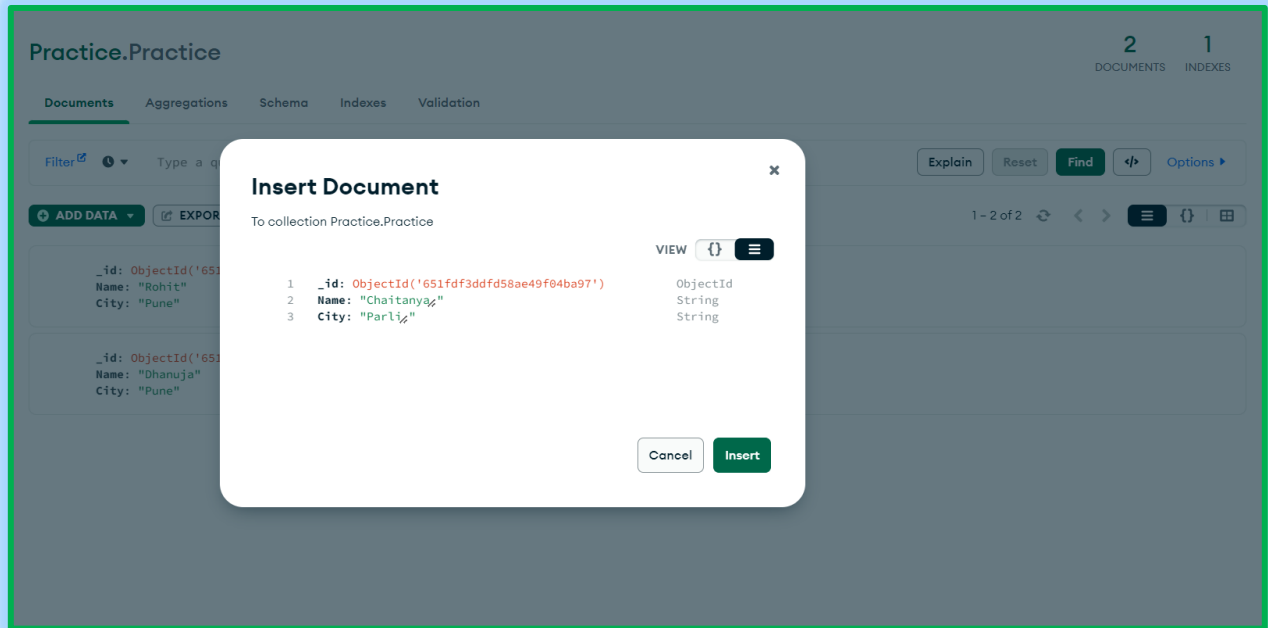 Practice.Practice
2
DOCUMENTS
1
INDEXES
Documents Aggregations Schema Indexes Validation
Filter Type a q Explain Reset Find </> Options
ADD DATA EXPOR 1 – 2 of 2 {}
_id: ObjectId('651
Name: "Rohit"
City: "Pune"
_id: ObjectId('651
Name: "Dhanuja"
City: "Pune"
Insert Document
To collection Practice.Practice
VIEW {}
1 _id: ObjectId('651fdf3ddfd58ae49f04ba97') ObjectId
2 Name: "Chaitanya" String
3 City: "Parli" String
Cancel Insert